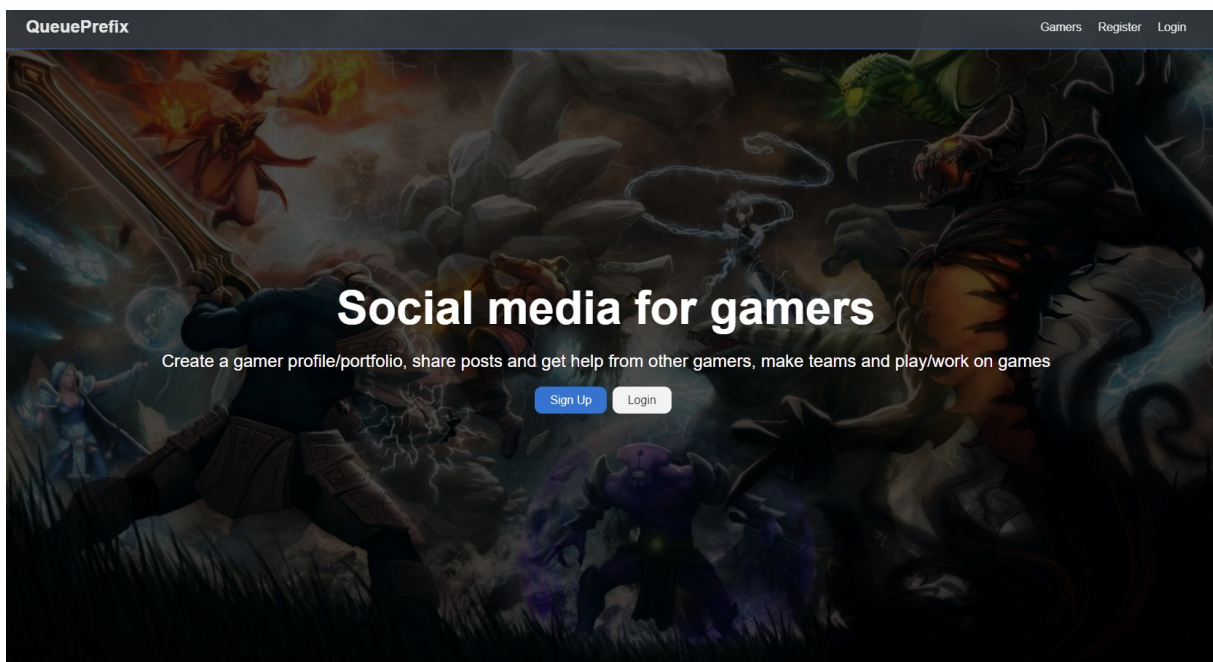 QueuePrefix
Gamers Register Login
Social media for gamers
Create a gamer profile/portfolio, share posts and get help from other gamers, make teams and play/work on games
Sign Up Login